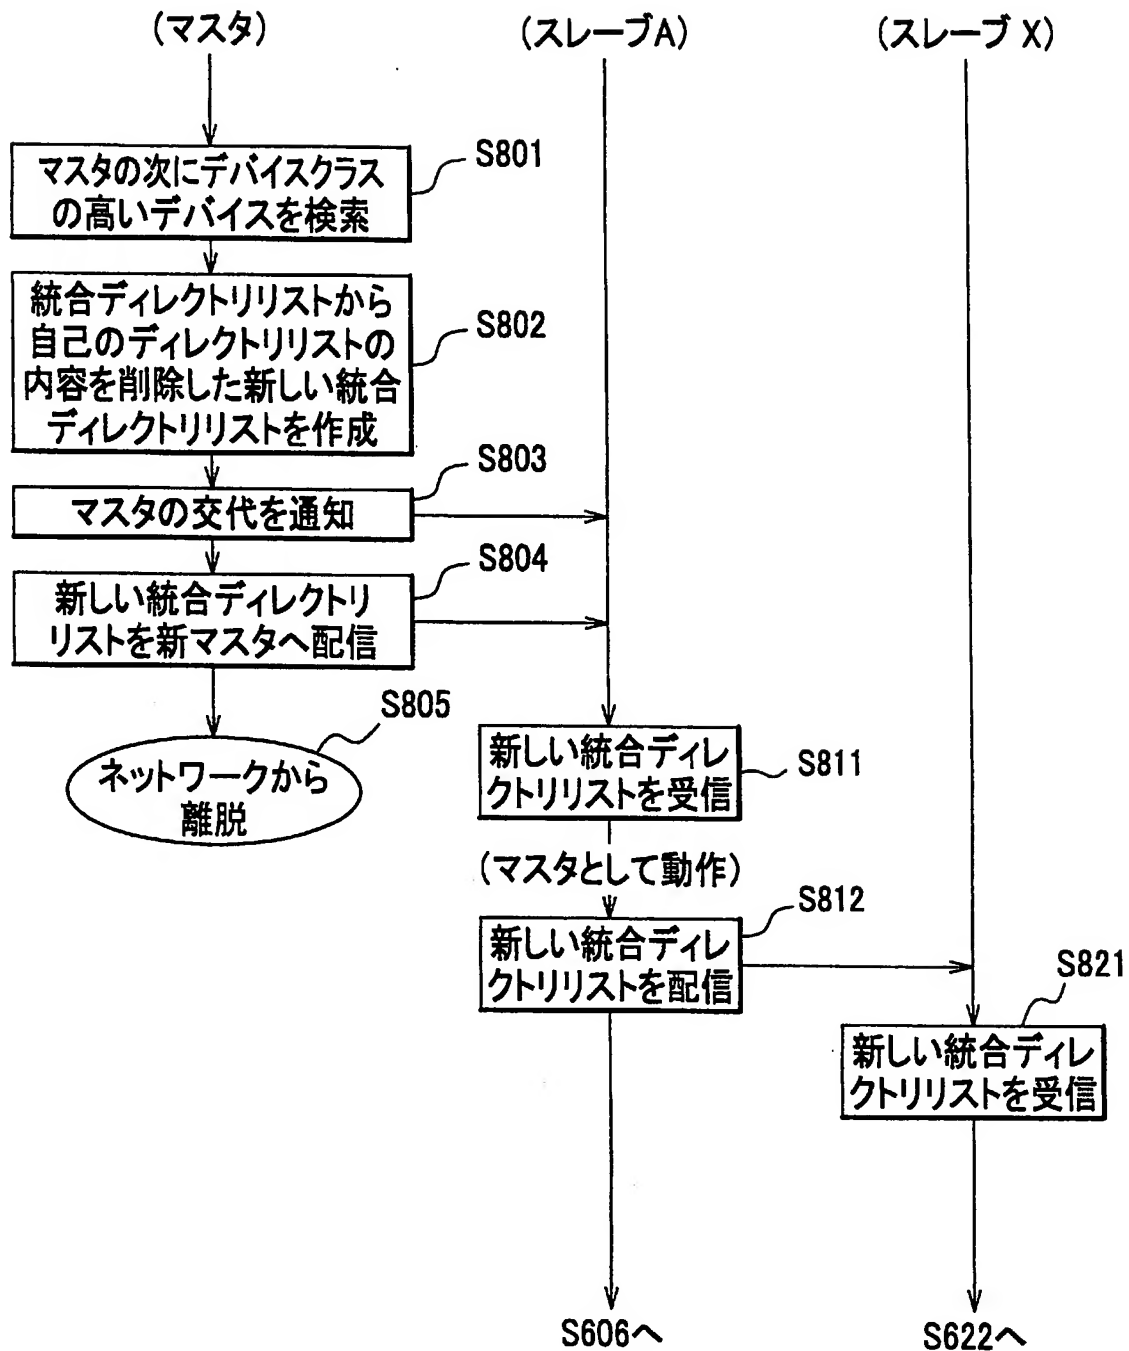 (マスタ)
(スレーブA)
(スレーブ X)
マスタの次にデバイスクラス
の高いデバイスを検索
S801
統合ディレクトリリストから
自己のディレクトリリストの
内容を削除した新しい統合
ディレクトリリストを作成
S802
マスタの交代を通知
S803
新しい統合ディレクトリ
リストを新マスタへ配信
S804
ネットワークから
離脱
S805
新しい統合ディレ
クトリリストを受信
S811
(マスタとして動作)
新しい統合ディレ
クトリリストを配信
S812
新しい統合ディレ
クトリリストを受信
S821
S606へ
S622へ